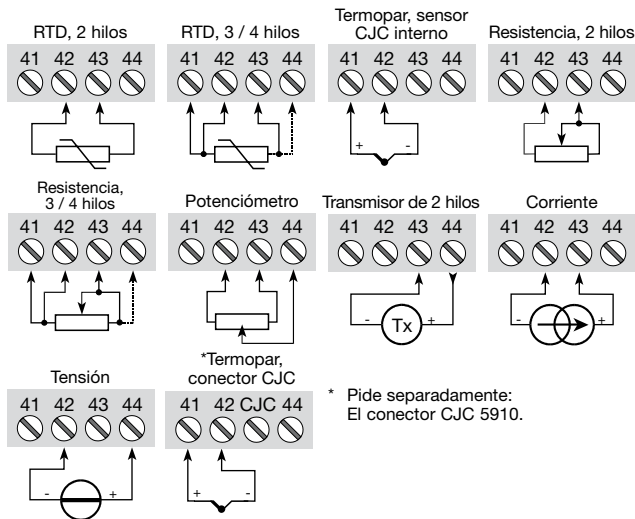 RTD, 2 hilos
41 42 43 44
RTD, 3 / 4 hilos
41 42 43 44
Termopar, sensor
CJC interno
41 42 43 44
+ -
Resistencia, 2 hilos
41 42 43 44
Resistencia,
3 / 4 hilos
41 42 43 44
Potenciómetro
41 42 43 44
Transmisor de 2 hilos
41 42 43 44
- Tx +
Corriente
41 42 43 44
- +
Tensión
41 42 43 44
- +
*Termopar,
conector CJC
41 42 CJC 44
+ -
* Pide separadamente:
El conector CJC 5910.